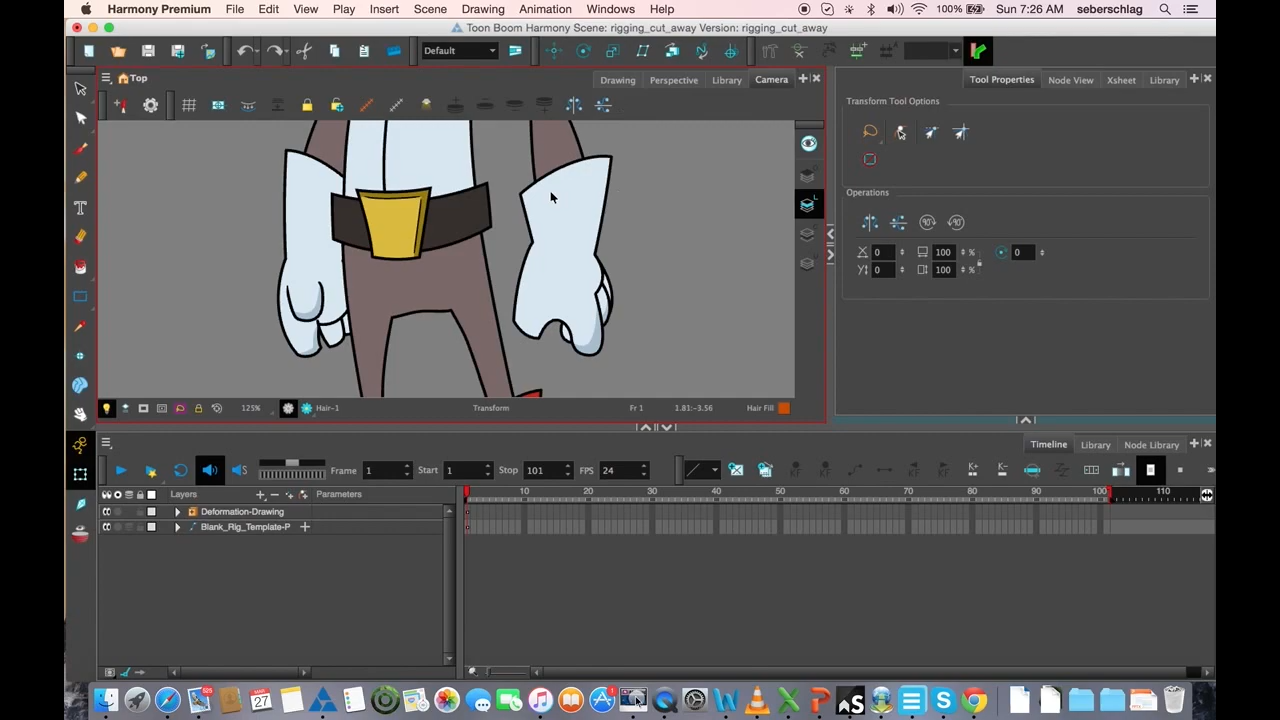 Harmony Premium File Edit View Play Insert Scene Drawing Animation Windows Help 100% Sun 7:26 AM seberschlag
Toon Boom Harmony Scene: rigging_cut_away Version: rigging_cut_away
Default
Top Drawing Perspective Library Camera Tool Properties Node View Xsheet Library
Transform Tool Options
Operations
90° 90°
X 0 100 % 0
Y 0 100 %
125% Hair-1 Transform Fr 1 1.81:-3.56 Hair Fill
Timeline Library Node Library
Frame 1 Start 1 Stop 101 FPS 24
Layers Parameters 10 20 30 40 50 60 70 80 90 100 110
Deformation-Drawing
Blank_Rig_Template-P